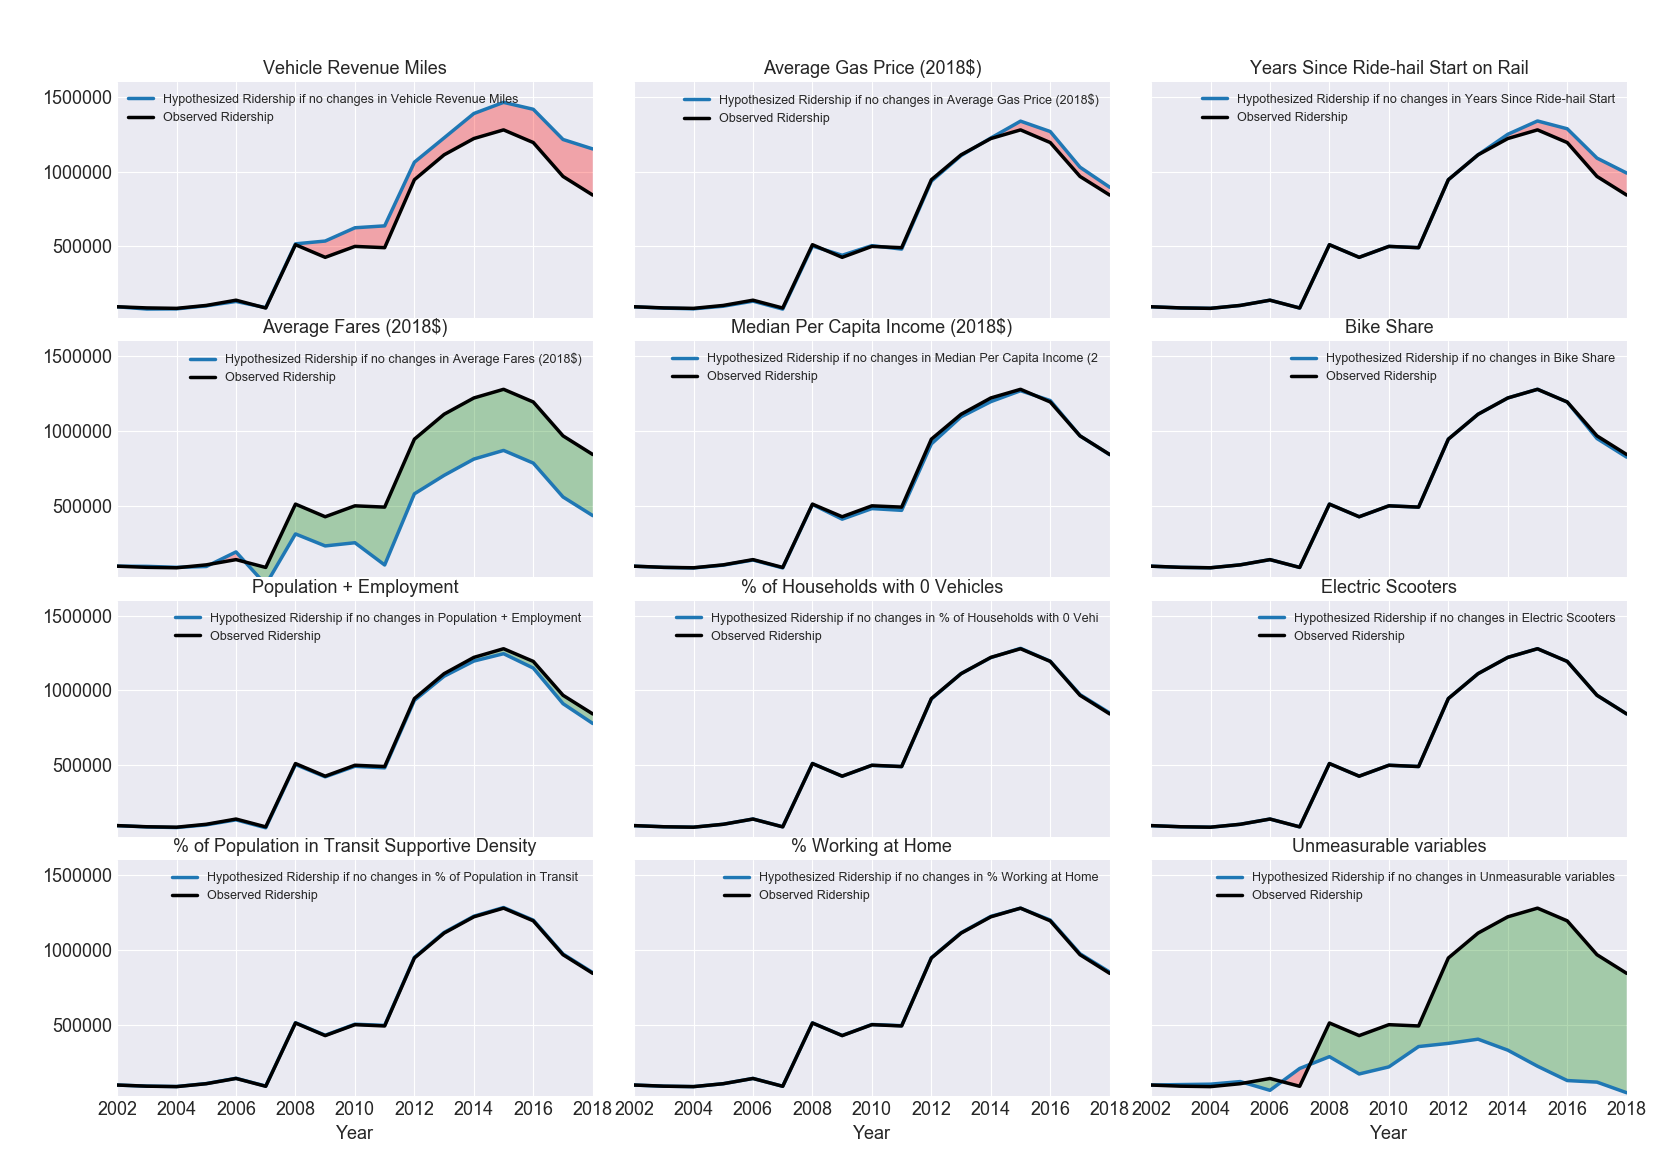 Vehicle Revenue Miles
Average Gas Price (2018$)
Years Since Ride-hail Start on Rail
1500000
1000000
500000
Hypothesized Ridership if no changes in Vehicle Revenue Miles
Observed Ridership
Hypothesized Ridership if no changes in Average Gas Price (2018$)
Observed Ridership
Hypothesized Ridership if no changes in Years Since Ride-hail Start
Observed Ridership
Average Fares (2018$)
Median Per Capita Income (2018$)
Bike Share
1500000
1000000
500000
Hypothesized Ridership if no changes in Average Fares (2018$)
Observed Ridership
Hypothesized Ridership if no changes in Median Per Capita Income (2
Observed Ridership
Hypothesized Ridership if no changes in Bike Share
Observed Ridership
Population + Employment
% of Households with 0 Vehicles
Electric Scooters
1500000
1000000
500000
Hypothesized Ridership if no changes in Population + Employment
Observed Ridership
Hypothesized Ridership if no changes in % of Households with 0 Vehi
Observed Ridership
Hypothesized Ridership if no changes in Electric Scooters
Observed Ridership
% of Population in Transit Supportive Density
% Working at Home
Unmeasurable variables
1500000
1000000
500000
Hypothesized Ridership if no changes in % of Population in Transit
Observed Ridership
Hypothesized Ridership if no changes in % Working at Home
Observed Ridership
Hypothesized Ridership if no changes in Unmeasurable variables
Observed Ridership
2002 2004 2006 2008 2010 2012 2014 2016 2018
2002 2004 2006 2008 2010 2012 2014 2016 2018
2002 2004 2006 2008 2010 2012 2014 2016 2018
Year
Year
Year